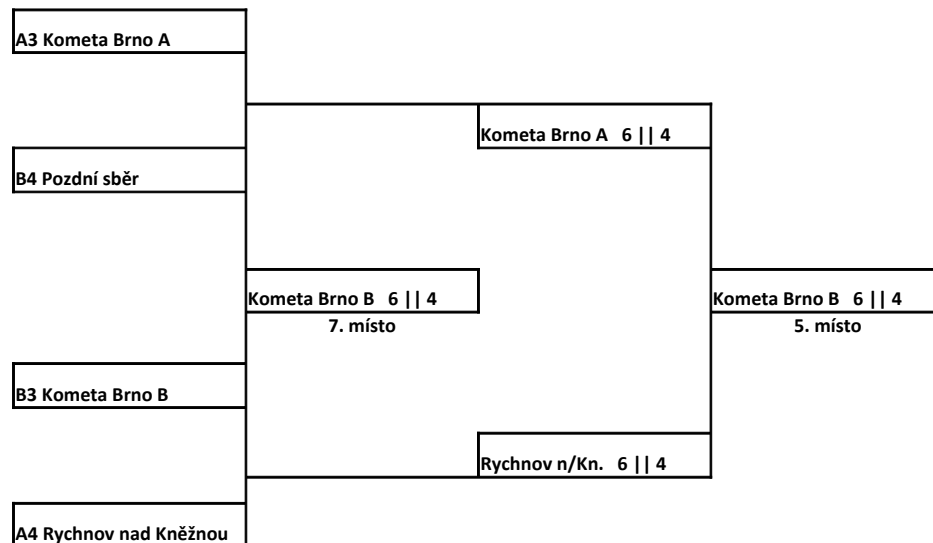 A3 Kometa Brno A
Kometa Brno A 6 || 4
B4 Pozdní sběr
Kometa Brno B 6 || 4
7. místo
Kometa Brno B 6 || 4
5. místo
B3 Kometa Brno B
Rychnov n/Kn. 6 || 4
A4 Rychnov nad Kněžnou